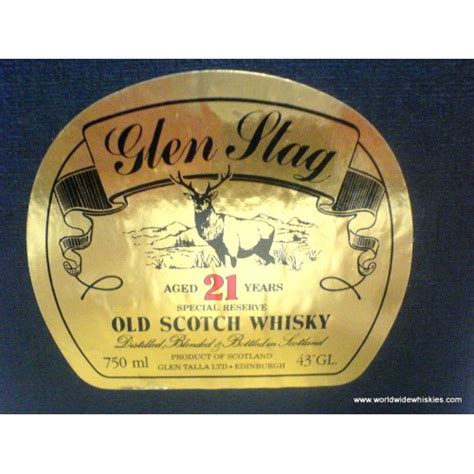 Glen Stag
AGED 21 YEARS
SPECIAL RESERVE
OLD SCOTCH WHISKY
Distilled, Blended & Bottled in Scotland
750 ml
PRODUCT OF SCOTLAND
43°GL.
GLEN TALLA LTD • EDINBURGH
www.worldwidewhiskies.com